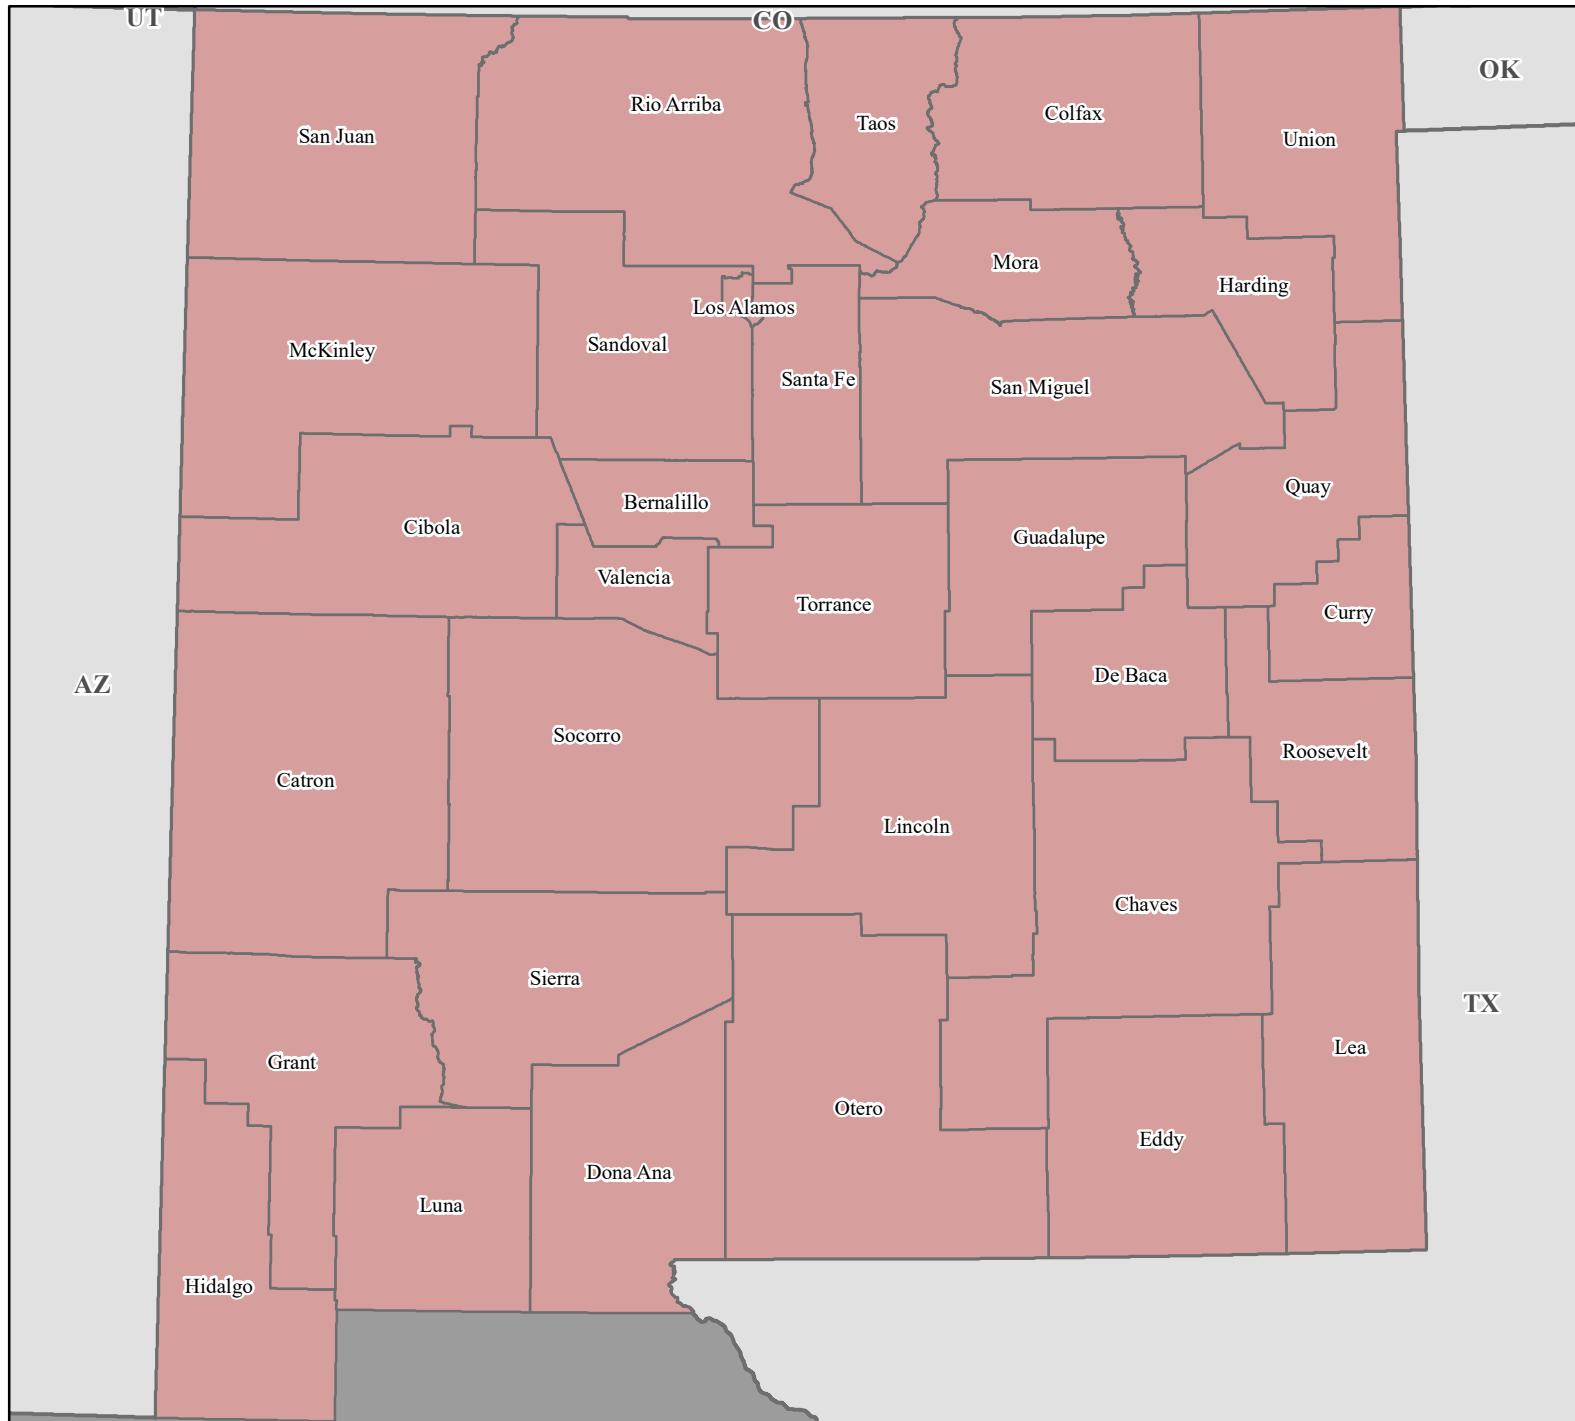 UT
CO
OK
San Juan
Rio Arriba
Taos
Colfax
Union
McKinley
Sandoval
Los Alamos
Santa Fe
Mora
Harding
San Miguel
Quay
Cibola
Bernalillo
Valencia
Torrance
Guadalupe
Curry
De Baca
AZ
Catron
Socorro
Lincoln
Roosevelt
Chaves
Sierra
Grant
Otero
Eddy
Lea
TX
Dona Ana
Luna
Hidalgo